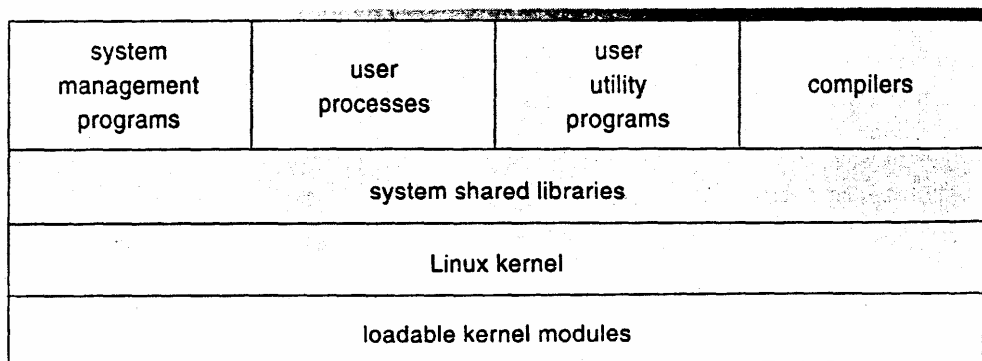 system
management
programs
user
processes
user
utility
programs
compilers
system shared libraries
Linux kernel
loadable kernel modules